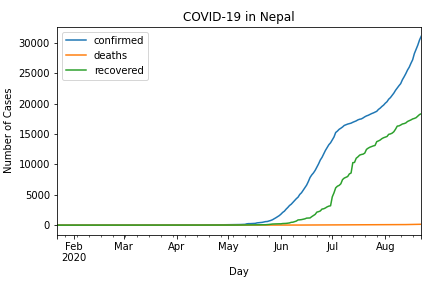 COVID-19 in Nepal
confirmed
deaths
recovered
Number of Cases
30000
25000
20000
15000
10000
5000
0
Feb Mar Apr May Jun Jul Aug
2020
Day